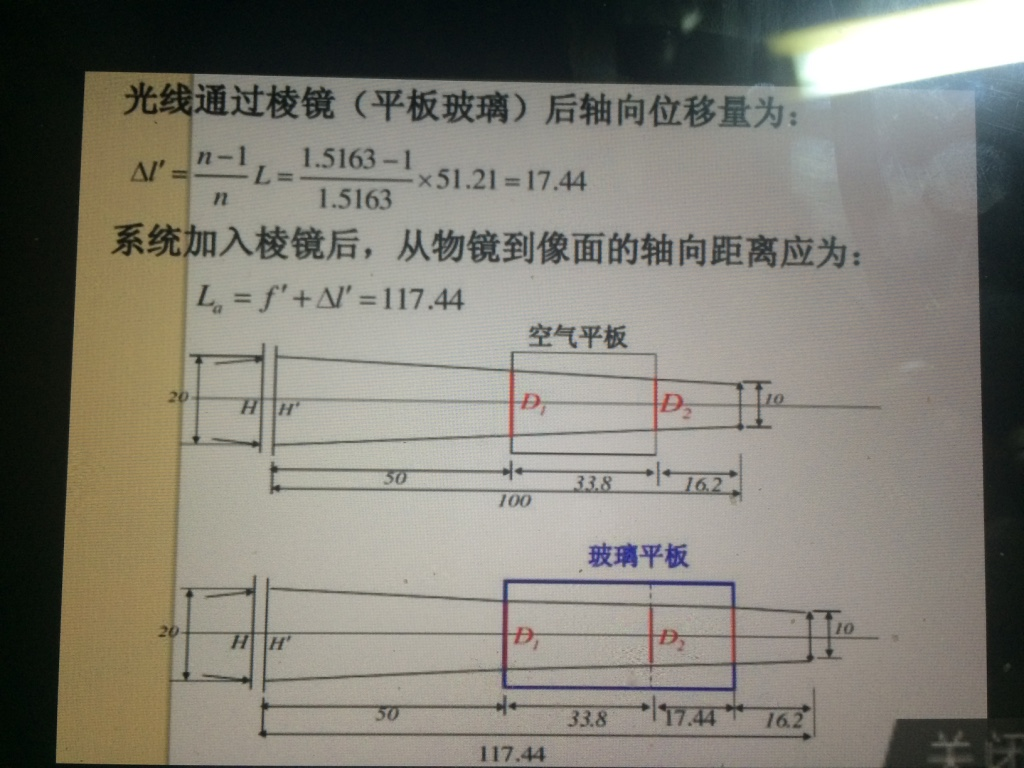 光线通过棱镜（平板玻璃）后轴向位移量为：
Δl′ = (n−1)/n L = (1.5163−1)/1.5163 × 51.21 = 17.44
系统加入棱镜后，从物镜到像面的轴向距离应为：
Lₐ = f′ + Δl′ = 117.44
空气平板
20 H H′ D₁ D₂ 10
50 33.8 16.2
100
玻璃平板
20 H H′ D₁ D₂ 10
50 33.8 17.44 16.2
117.44
关闭